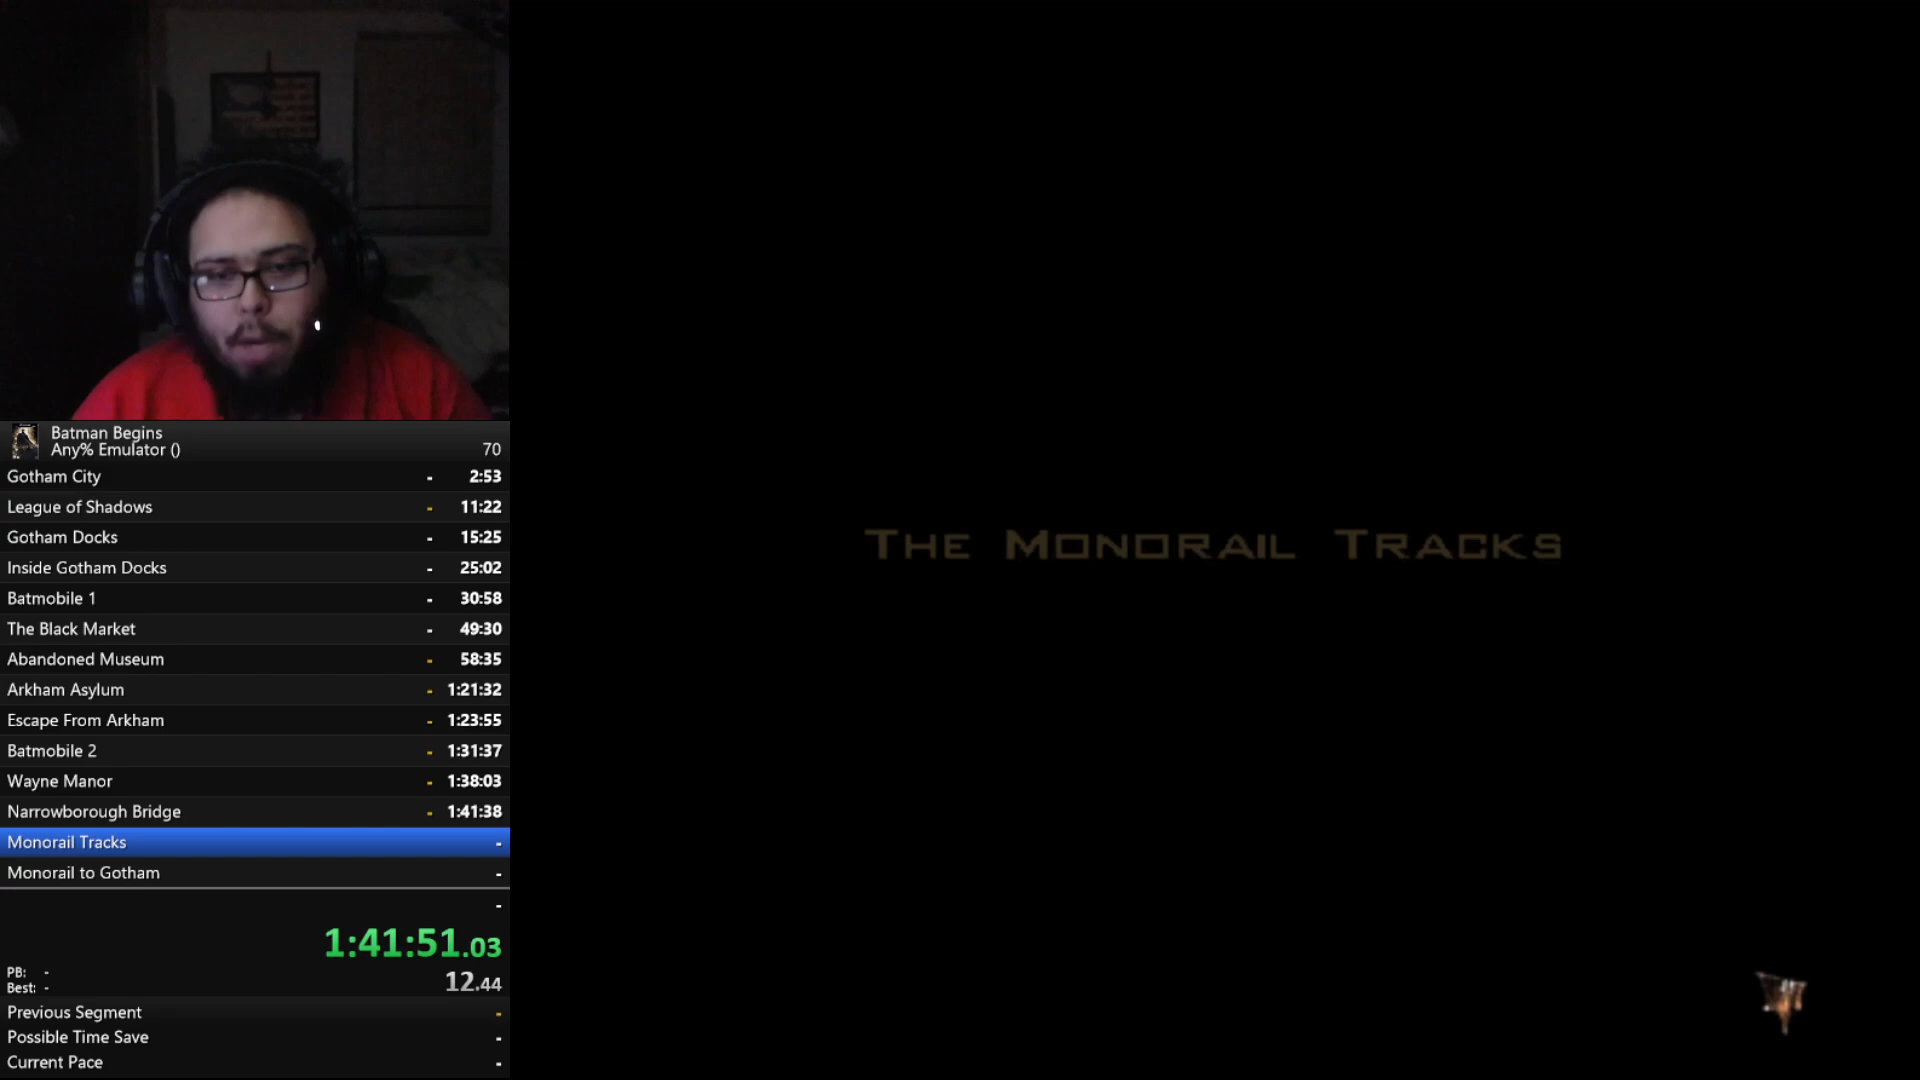 Batman Begins
Any% Emulator () 70
Gotham City - 2:53
League of Shadows - 11:22
Gotham Docks - 15:25
Inside Gotham Docks - 25:02
Batmobile 1 - 30:58
The Black Market - 49:30
Abandoned Museum - 58:35
Arkham Asylum - 1:21:32
Escape From Arkham - 1:23:55
Batmobile 2 - 1:31:37
Wayne Manor - 1:38:03
Narrowborough Bridge - 1:41:38
Monorail Tracks -
Monorail to Gotham -
-
1:41:51.03
PB: -
Best: -
12.44
Previous Segment -
Possible Time Save -
Current Pace -
THE MONORAIL TRACKS